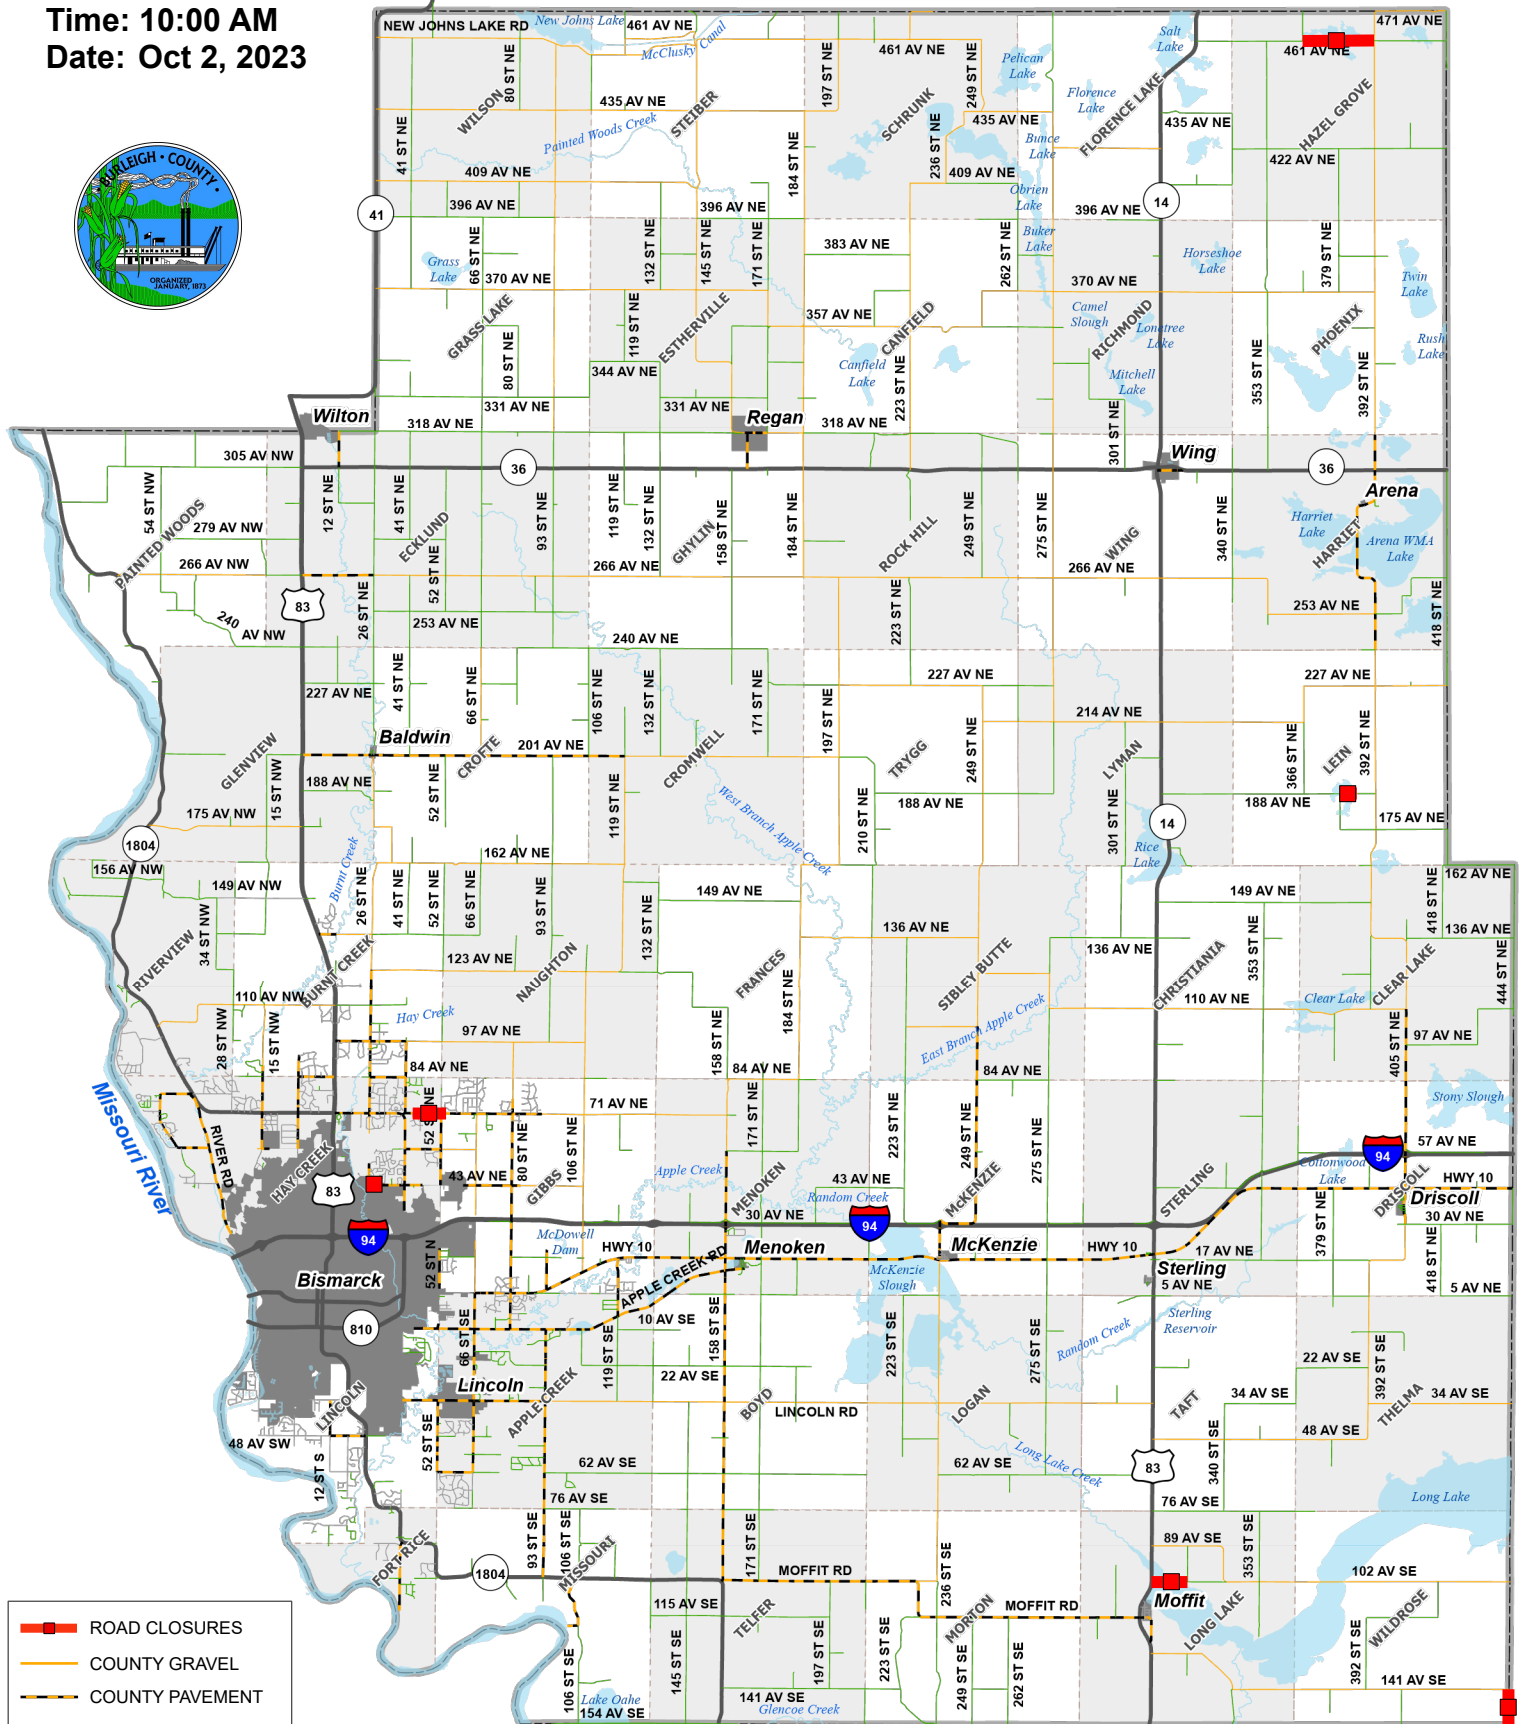 Time: 10:00 AM
Date: Oct 2, 2023
BURLEIGH • COUNTY
ORGANIZED
JANUARY, 1873
NEW JOHNS LAKE RD
New Johns Lake
461 AV NE
McClusky Canal
461 AV NE
Salt
Lake
471 AV NE
461 AV NE
80 ST NE
197 ST NE
249 ST NE
Pelican
Lake
Florence
Lake
FLORENCE LAKE
HAZEL GROVE
WILSON
435 AV NE
STEIBER
SCHRUNK
435 AV NE
435 AV NE
41 ST NE
Painted Woods Creek
184 ST NE
236 ST NE
Bunce
Lake
422 AV NE
409 AV NE
409 AV NE
Obrien
Lake
396 AV NE
396 AV NE
396 AV NE
41
14
66 ST NE
132 ST NE
145 ST NE
171 ST NE
383 AV NE
262 ST NE
Buker
Lake
Horseshoe
Lake
379 ST NE
Grass
Lake
370 AV NE
370 AV NE
Twin
Lake
GRASS LAKE
119 ST NE
ESTHERVILLE
357 AV NE
CANFIELD
Camel
Slough
RICHMOND
Lonetree
Lake
PHOENIX
Rush
Lake
80 ST NE
344 AV NE
Canfield
Lake
223 ST NE
Mitchell
Lake
353 ST NE
392 ST NE
331 AV NE
331 AV NE
Wilton
318 AV NE
Regan
318 AV NE
301 ST NE
Wing
305 AV NW
36
36
Arena
54 ST NW
PAINTED WOODS
279 AV NW
12 ST NE
41 ST NE
ECKLUND
93 ST NE
119 ST NE
132 ST NE
GHYLIN
158 ST NE
184 ST NE
ROCK HILL
249 ST NE
275 ST NE
WING
340 ST NE
Harriet
Lake
HARRIET
Arena WMA
Lake
266 AV NW
52 ST NE
266 AV NE
266 AV NE
83
26 ST NE
253 AV NE
223 ST NE
253 AV NE
418 ST NE
240
AV NW
240 AV NE
227 AV NE
41 ST NE
66 ST NE
106 ST NE
132 ST NE
171 ST NE
197 ST NE
227 AV NE
227 AV NE
214 AV NE
Baldwin
201 AV NE
GLENVIEW
CROFTE
CROMWELL
TRYGG
249 ST NE
LYMAN
366 ST NE
LEIN
392 ST NE
15 ST NW
188 AV NE
52 ST NE
119 ST NE
West Branch Apple Creek
210 ST NE
188 AV NE
301 ST NE
188 AV NE
175 AV NW
175 AV NE
1804
14
162 AV NE
Rice
Lake
156 AV NW
149 AV NW
Burnt Creek
26 ST NE
41 ST NE
52 ST NE
66 ST NE
93 ST NE
132 ST NE
149 AV NE
149 AV NE
418 ST NE
162 AV NE
34 ST NW
136 AV NE
136 AV NE
136 AV NE
RIVERVIEW
BURNT CREEK
123 AV NE
NAUGHTON
FRANCES
184 ST NE
SIBLEY BUTTE
CHRISTIANIA
353 ST NE
CLEAR LAKE
444 ST NE
110 AV NW
110 AV NE
Clear Lake
Hay Creek
28 ST NW
15 ST NW
97 AV NE
158 ST NE
East Branch Apple Creek
405 ST NE
97 AV NE
84 AV NE
84 AV NE
84 AV NE
Stony Slough
Missouri River
52 ST NE
71 AV NE
RIVER RD
HAY CREEK
80 ST NE
106 ST NE
171 ST NE
223 ST NE
249 ST NE
275 ST NE
57 AV NE
43 AV NE
GIBBS
Apple Creek
MENOKEN
43 AV NE
Random Creek
McKENZIE
STERLING
94
Cottonwood
Lake
DRISCOLL
HWY 10
83
30 AV NE
94
379 ST NE
Driscoll
30 AV NE
94
McDowell
Dam
HWY 10
Menoken
McKenzie
HWY 10
17 AV NE
Bismarck
52 ST N
APPLE CREEK RD
McKenzie
Slough
Sterling
5 AV NE
418 ST NE
5 AV NE
810
66 ST SE
10 AV SE
119 ST SE
158 ST SE
223 ST SE
275 ST SE
Random Creek
Sterling
Reservoir
22 AV SE
22 AV SE
392 ST SE
Lincoln
LINCOLN
APPLE CREEK
BOYD
LINCOLN RD
LOGAN
TAFT
34 AV SE
THELMA
34 AV SE
48 AV SW
52 ST SE
48 AV SE
12 ST S
62 AV SE
62 AV SE
Long Lake Creek
83
340 ST SE
76 AV SE
76 AV SE
Long Lake
FORT RICE
93 ST SE
106 ST SE
MISSOURI
171 ST SE
236 ST SE
89 AV SE
353 ST SE
1804
MOFFIT RD
102 AV SE
Moffit
115 AV SE
TELFER
MORTON
MOFFIT RD
LONG LAKE
WILDROSE
ROAD CLOSURES
COUNTY GRAVEL
COUNTY PAVEMENT
106 ST SE
145 ST SE
197 ST SE
223 ST SE
249 ST SE
262 ST SE
392 ST SE
141 AV SE
141 AV SE
Lake Oahe
154 AV SE
Glencoe Creek